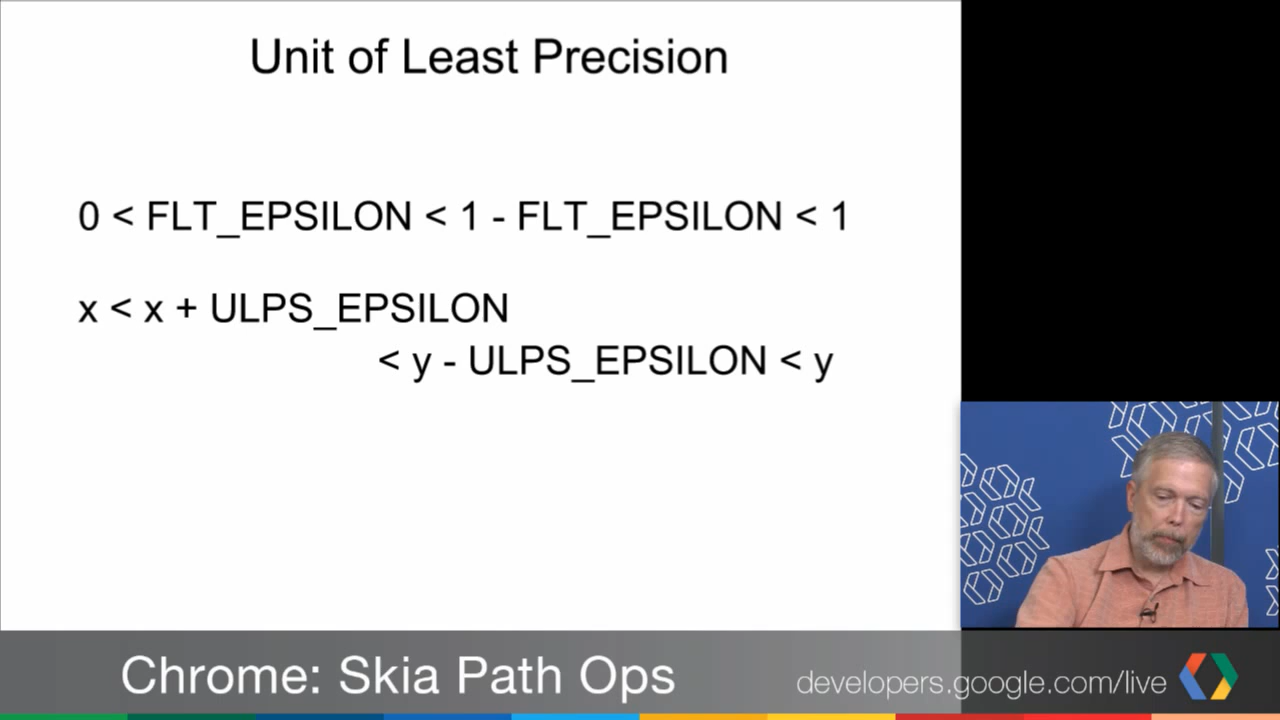 Unit of Least Precision
0 < FLT_EPSILON < 1 - FLT_EPSILON < 1
x < x + ULPS_EPSILON
< y - ULPS_EPSILON < y
Chrome: Skia Path Ops
developers.google.com/live